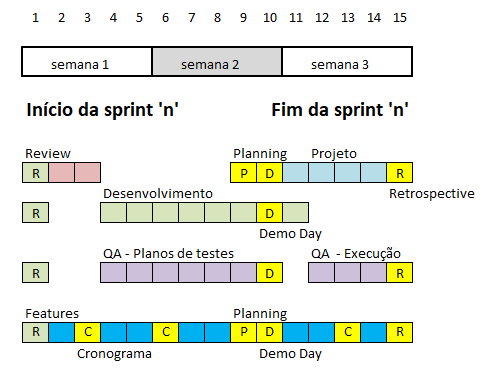 1 2 3 4 5 6 7 8 9 10 11 12 13 14 15
semana 1 semana 2 semana 3
Início da sprint 'n' Fim da sprint 'n'
Review Planning Projeto
R P D R
Desenvolvimento Retrospective
R D
Demo Day
QA - Planos de testes QA - Execução
R D R
Features Planning
R C C P D C R
Cronograma Demo Day